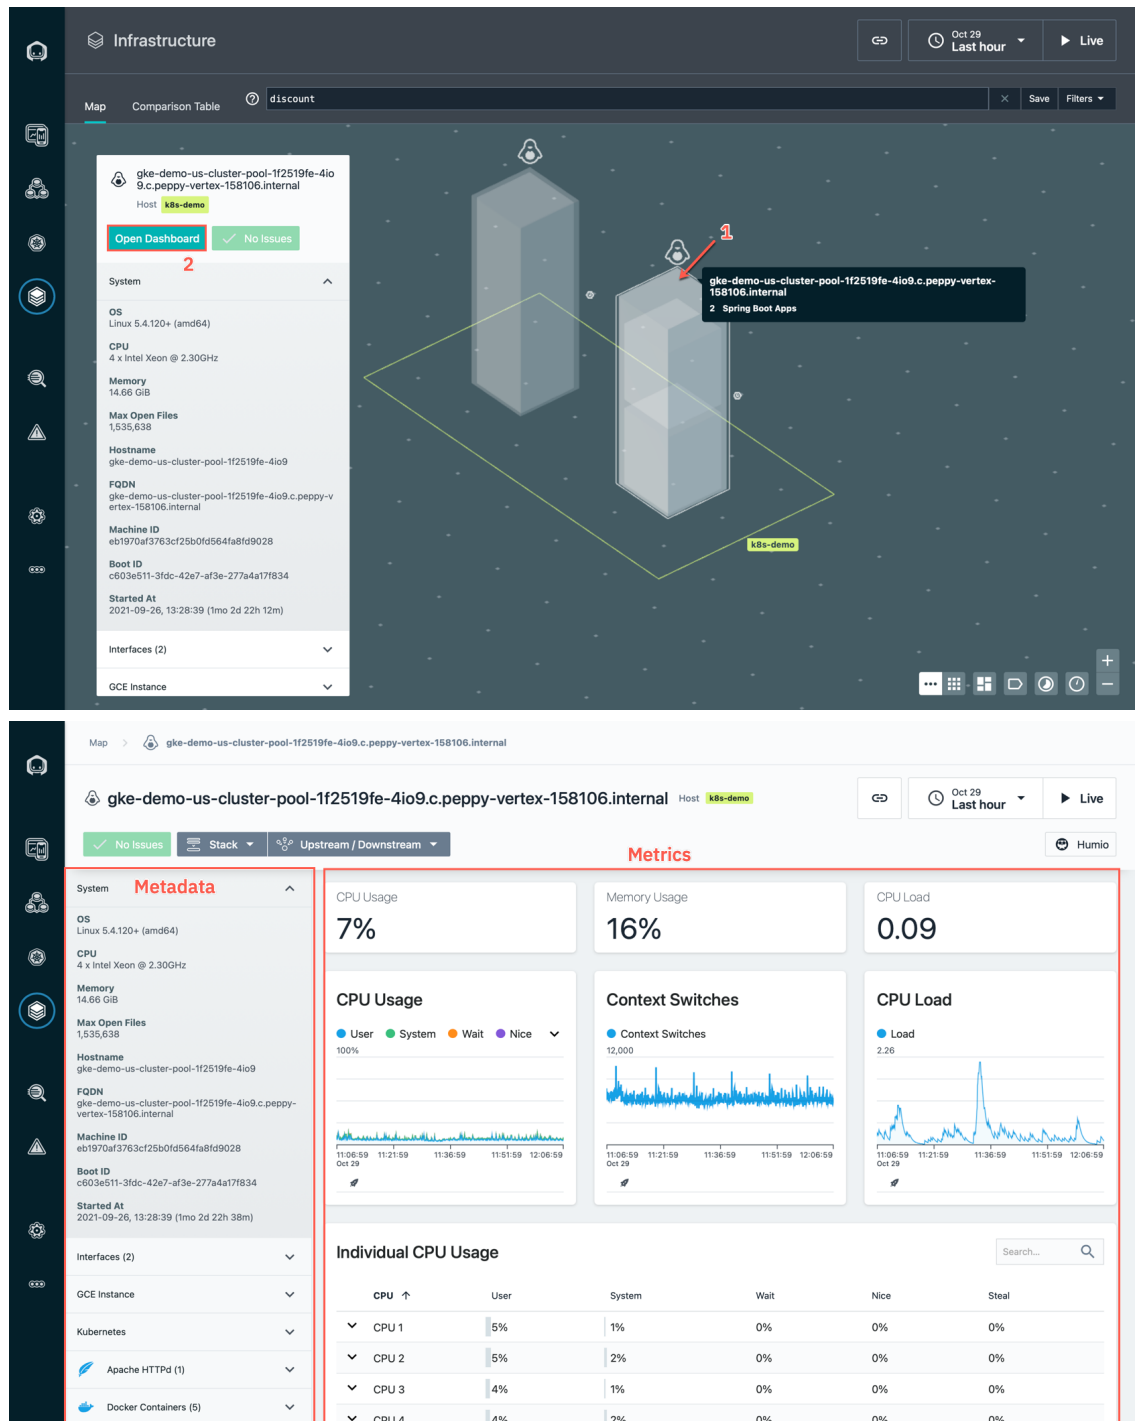 Infrastructure
Oct 29
Last hour
Live
Map
Comparison Table
discount
Save
Filters
gke-demo-us-cluster-pool-1f2519fe-4io
9.c.peppy-vertex-158106.internal
Host k8s-demo
Open Dashboard
No Issues
2
1
gke-demo-us-cluster-pool-1f2519fe-4io9.c.peppy-vertex-
158106.internal
2 Spring Boot Apps
k8s-demo
System
OS
Linux 5.4.120+ (amd64)
CPU
4 x Intel Xeon @ 2.30GHz
Memory
14.66 GiB
Max Open Files
1,535,638
Hostname
gke-demo-us-cluster-pool-1f2519fe-4io9
FQDN
gke-demo-us-cluster-pool-1f2519fe-4io9.c.peppy-v
ertex-158106.internal
Machine ID
eb1970af3763cf25b0fd564fa8fd9028
Boot ID
c603e511-3fdc-42e7-af3e-277a4a17f834
Started At
2021-09-26, 13:28:39 (1mo 2d 22h 12m)
Interfaces (2)
GCE Instance
Map
gke-demo-us-cluster-pool-1f2519fe-4io9.c.peppy-vertex-158106.internal
gke-demo-us-cluster-pool-1f2519fe-4io9.c.peppy-vertex-158106.internal Host k8s-demo
Oct 29
Last hour
Live
No Issues
Stack
Upstream / Downstream
Humio
Metadata
Metrics
System
OS
Linux 5.4.120+ (amd64)
CPU
4 x Intel Xeon @ 2.30GHz
Memory
14.66 GiB
Max Open Files
1,535,638
Hostname
gke-demo-us-cluster-pool-1f2519fe-4io9
FQDN
gke-demo-us-cluster-pool-1f2519fe-4io9.c.peppy-
vertex-158106.internal
Machine ID
eb1970af3763cf25b0fd564fa8fd9028
Boot ID
c603e511-3fdc-42e7-af3e-277a4a17f834
Started At
2021-09-26, 13:28:39 (1mo 2d 22h 38m)
Interfaces (2)
GCE Instance
Kubernetes
Apache HTTPd (1)
Docker Containers (5)
CPU Usage
7%
Memory Usage
16%
CPU Load
0.09
CPU Usage
User System Wait Nice
100%
11:06:59 11:21:59 11:36:59 11:51:59 12:06:59
Oct 29
Context Switches
Context Switches
12,000
11:06:59 11:21:59 11:36:59 11:51:59 12:06:59
Oct 29
CPU Load
Load
2.26
11:06:59 11:21:59 11:36:59 11:51:59 12:06:59
Oct 29
Individual CPU Usage
Search...
CPU User System Wait Nice Steal
CPU 1 5% 1% 0% 0% 0%
CPU 2 5% 2% 0% 0% 0%
CPU 3 4% 1% 0% 0% 0%
CPU 4 4% 2% 0% 0% 0%